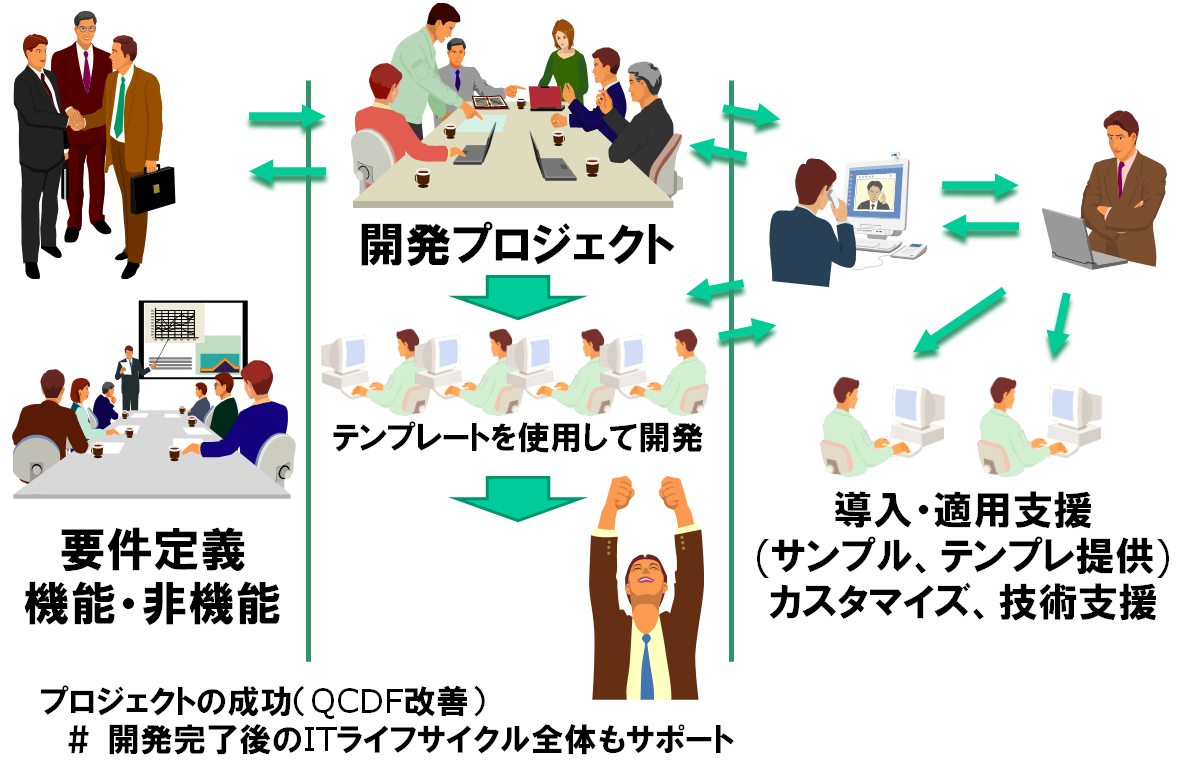 開発プロジェクト
テンプレートを使用して開発
要件定義
機能・非機能
導入・適用支援
(サンプル、テンプレ提供)
カスタマイズ、技術支援
プロジェクトの成功(QCDF改善)
# 開発完了後のITライフサイクル全体もサポート